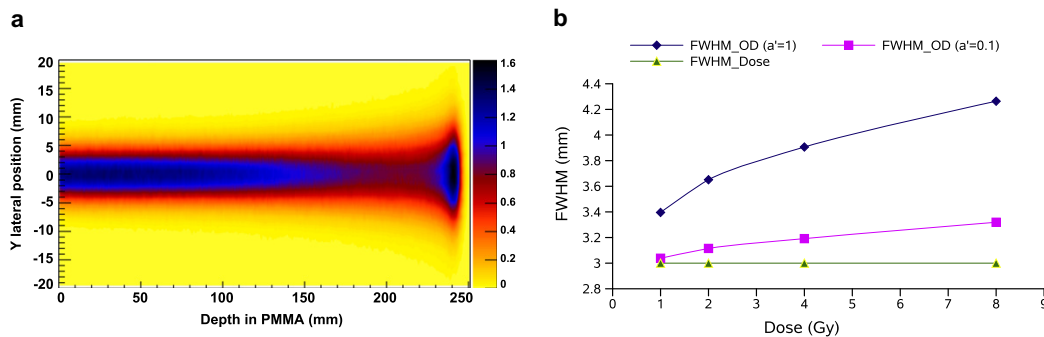 a
b
20
15
10
5
0
-5
-10
-15
-20
Y lateral position (mm)
0 50 100 150 200 250
Depth in PMMA (mm)
1.6
1.4
1.2
1
0.8
0.6
0.4
0.2
0
FWHM_OD (a'=1) FWHM_OD (a'=0.1)
FWHM_Dose
4.4
4.2
4
3.8
3.6
3.4
3.2
3
2.8
FWHM (mm)
0 1 2 3 4 5 6 7 8 9
Dose (Gy)